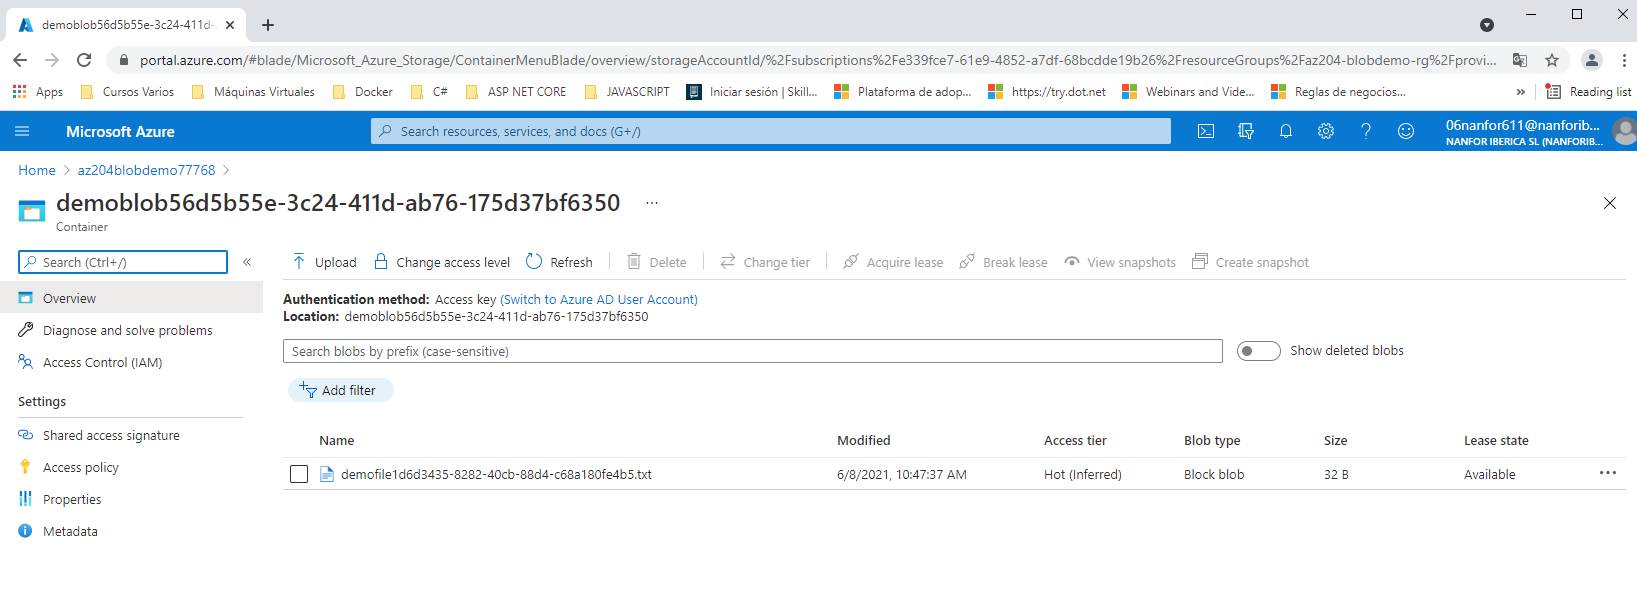 demoblob56d5b55e-3c24-411d-
portal.azure.com/#blade/Microsoft_Azure_Storage/ContainerMenuBlade/overview/storageAccountId/%2Fsubscriptions%2Fe339fce7-61e9-4852-a7df-68bcdde19b26%2FresourceGroups%2Faz204-blobdemo-rg%2Fprovi...
Apps Cursos Varios Máquinas Virtuales Docker C# ASP NET CORE JAVASCRIPT Iniciar sesión | Skill... Plataforma de adop... https://try.dot.net Webinars and Vide... Reglas de negocios... » Reading list
Microsoft Azure Search resources, services, and docs (G+/) 06nanfor611@nanforib...
NANFOR IBERICA SL (NANFORIB...
Home > az204blobdemo77768 >
demoblob56d5b55e-3c24-411d-ab76-175d37bf6350 ...
Container
Search (Ctrl+/) «
Upload Change access level Refresh Delete Change tier Acquire lease Break lease View snapshots Create snapshot
Overview
Diagnose and solve problems
Access Control (IAM)
Settings
Shared access signature
Access policy
Properties
Metadata
Authentication method: Access key (Switch to Azure AD User Account)
Location: demoblob56d5b55e-3c24-411d-ab76-175d37bf6350
Search blobs by prefix (case-sensitive) Show deleted blobs
Add filter
Name Modified Access tier Blob type Size Lease state
demofile1d6d3435-8282-40cb-88d4-c68a180fe4b5.txt 6/8/2021, 10:47:37 AM Hot (Inferred) Block blob 32 B Available ...